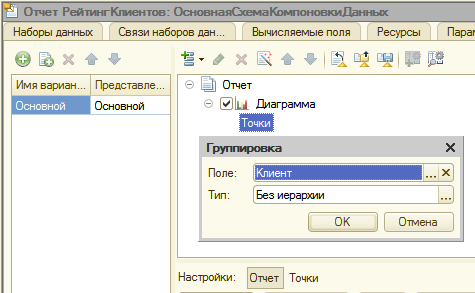 Отчет РейтингКлиентов: ОсновнаяСхемаКомпоновкиДанных
Наборы данных Связи наборов дан... Вычисляемые поля Ресурсы Парам
Имя вариан... Представле...
Основной Основной
Отчет
Диаграмма
Точки
Группировка
Поле: Клиент ...
Тип: Без иерархии ...
OK Отмена
Настройки: Отчет Точки